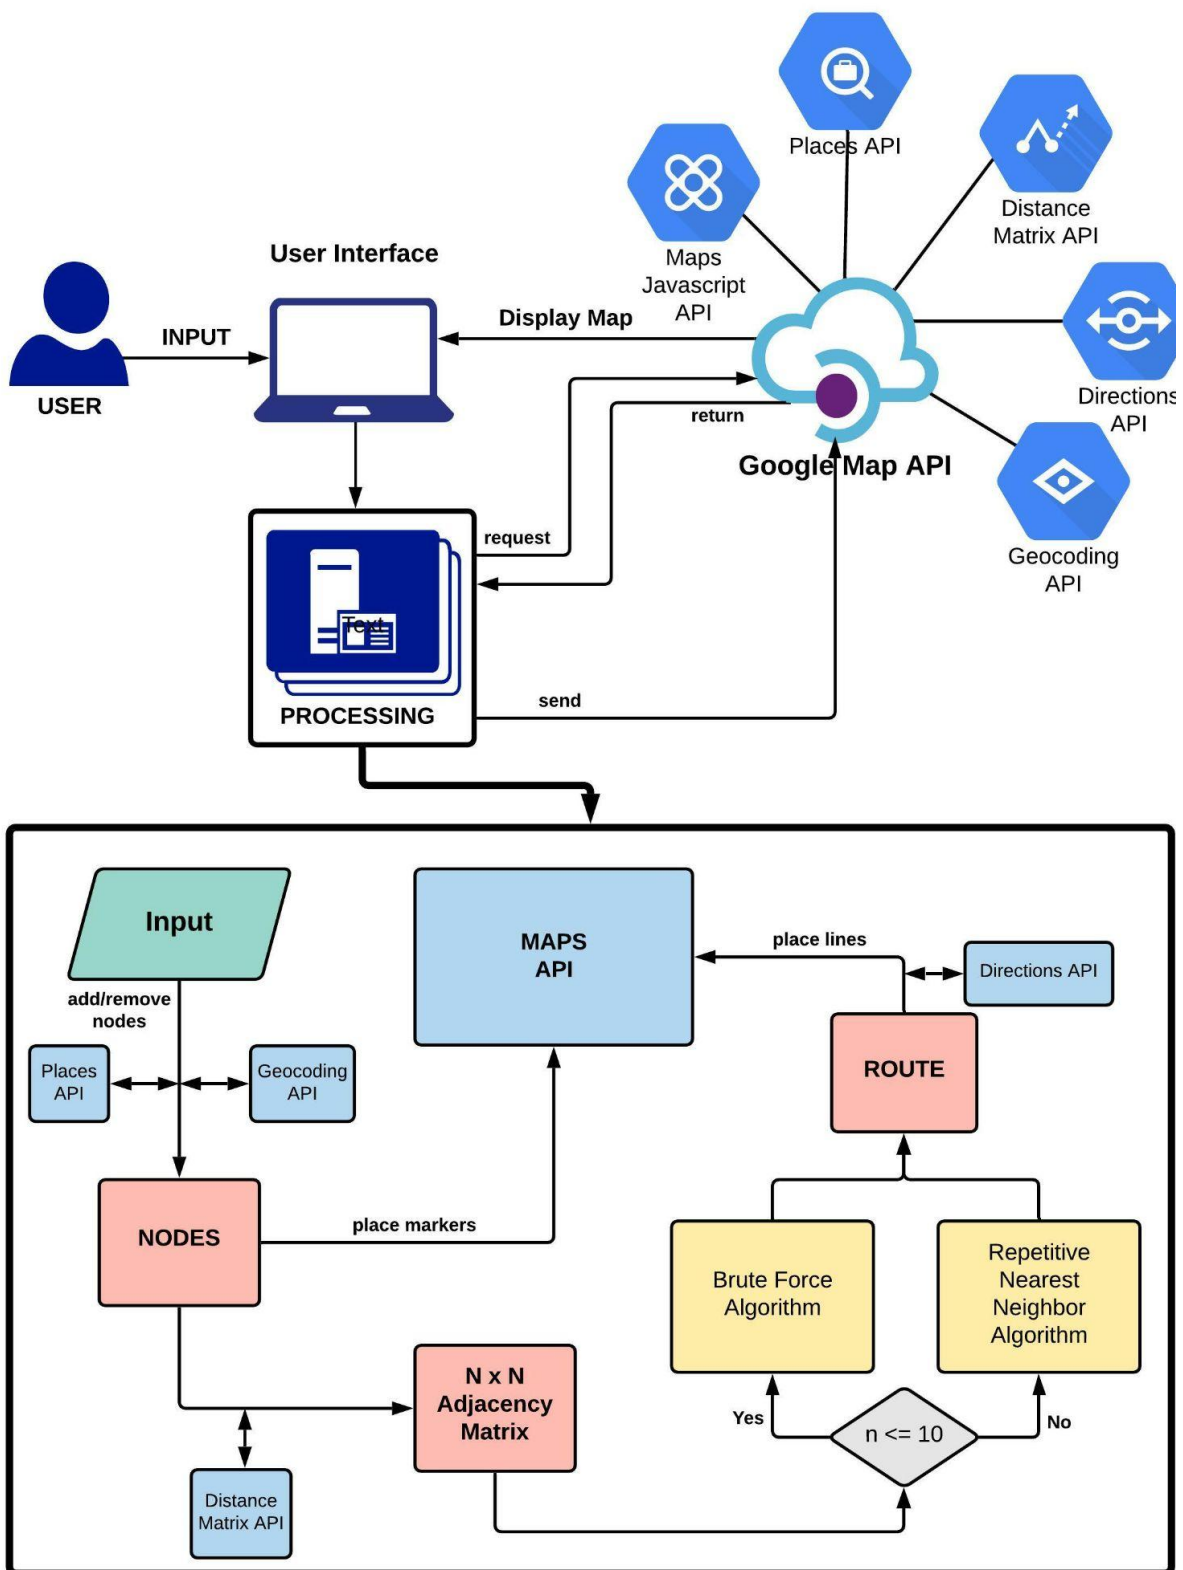 Places API
Distance
Matrix API
Maps
Javascript
API
User Interface
INPUT
USER
Display Map
return
Directions
API
Google Map API
Geocoding
API
request
Text
PROCESSING
send
Input
add/remove
nodes
Places
API
Geocoding
API
MAPS
API
place lines
Directions API
ROUTE
NODES
place markers
Brute Force
Algorithm
Repetitive
Nearest
Neighbor
Algorithm
N x N
Adjacency
Matrix
Yes
n <= 10
No
Distance
Matrix API